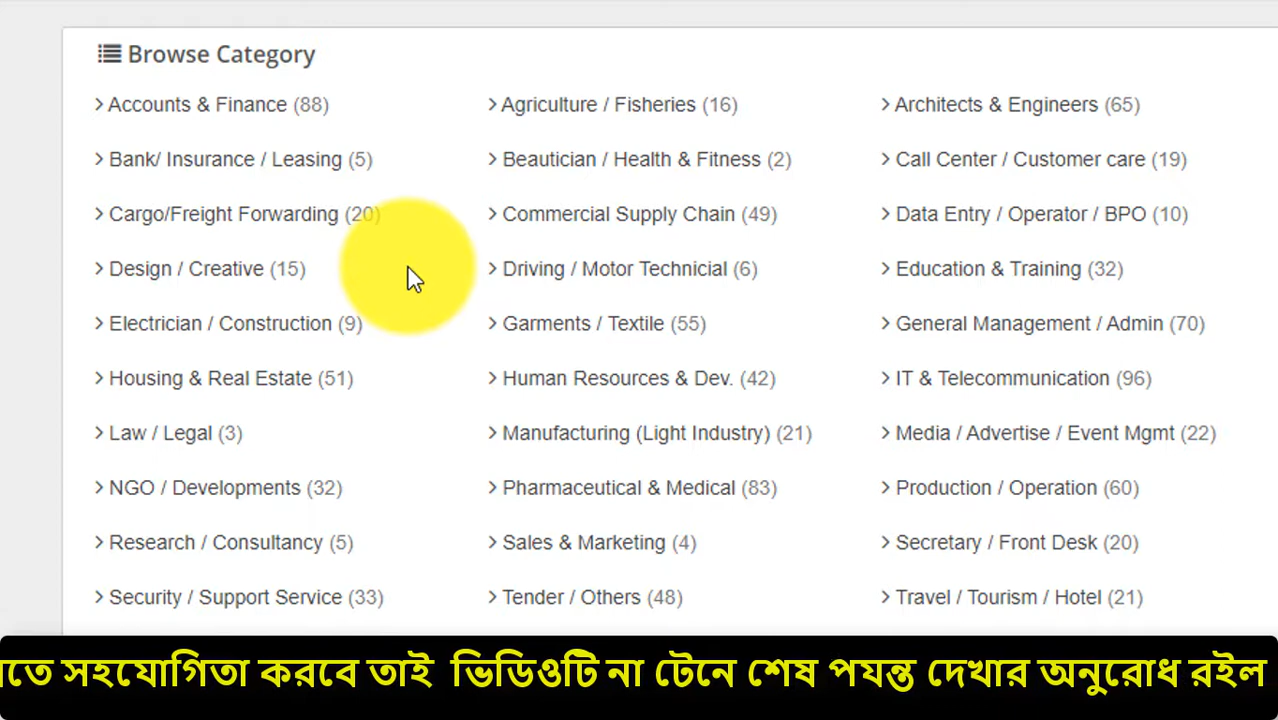 Browse Category
Accounts & Finance (88) Agriculture / Fisheries (16) Architects & Engineers (65)
Bank/ Insurance / Leasing (5) Beautician / Health & Fitness (2) Call Center / Customer care (19)
Cargo/Freight Forwarding (20) Commercial Supply Chain (49) Data Entry / Operator / BPO (10)
Design / Creative (15) Driving / Motor Technicial (6) Education & Training (32)
Electrician / Construction (9) Garments / Textile (55) General Management / Admin (70)
Housing & Real Estate (51) Human Resources & Dev. (42) IT & Telecommunication (96)
Law / Legal (3) Manufacturing (Light Industry) (21) Media / Advertise / Event Mgmt (22)
NGO / Developments (32) Pharmaceutical & Medical (83) Production / Operation (60)
Research / Consultancy (5) Sales & Marketing (4) Secretary / Front Desk (20)
Security / Support Service (33) Tender / Others (48) Travel / Tourism / Hotel (21)
সহযোগিতা করবে তাই ভিডিওটি না টেনে শেষ পযন্ত দেখার অনুরোধ রইল